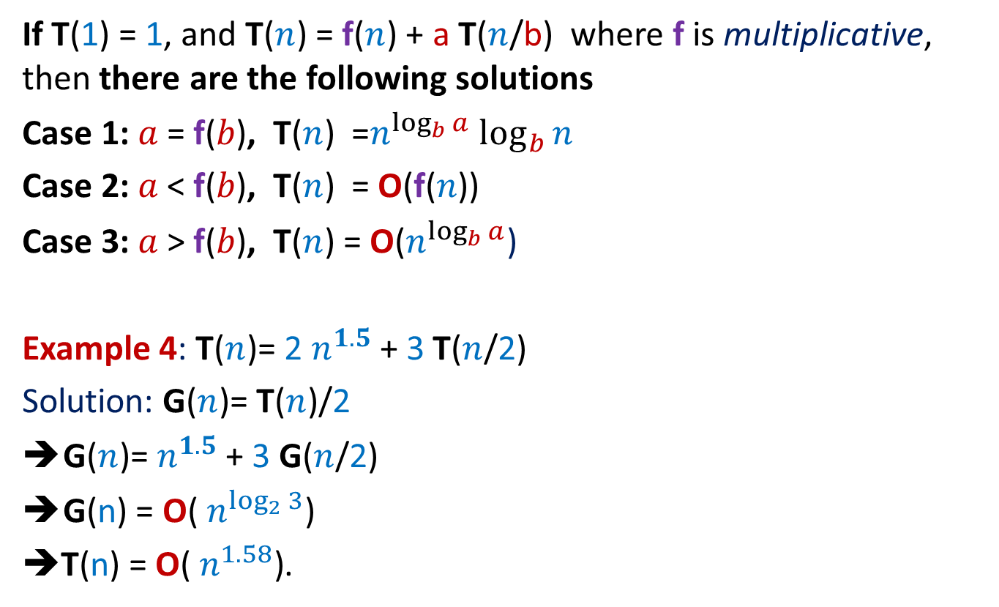 If T(1) = 1, and T(n) = f(n) + a T(n/b) where f is multiplicative,
then there are the following solutions
Case 1: a = f(b), T(n) =n^{log_b a} log_b n
Case 2: a < f(b), T(n) = O(f(n))
Case 3: a > f(b), T(n) = O(n^{log_b a})
Example 4: T(n)= 2 n^{1.5} + 3 T(n/2)
Solution: G(n)= T(n)/2
➔G(n)= n^{1.5} + 3 G(n/2)
➔G(n) = O( n^{log_2 3})
➔T(n) = O( n^{1.58}).